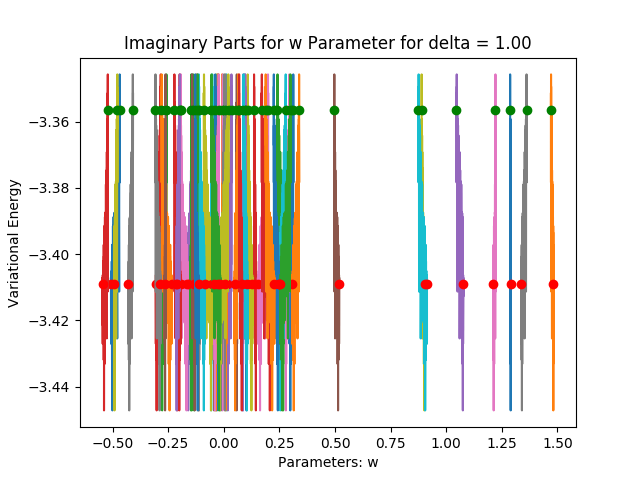 Imaginary Parts for w Parameter for delta = 1.00
Variational Energy
−3.36
−3.38
−3.40
−3.42
−3.44
−0.50 −0.25 0.00 0.25 0.50 0.75 1.00 1.25 1.50
Parameters: w